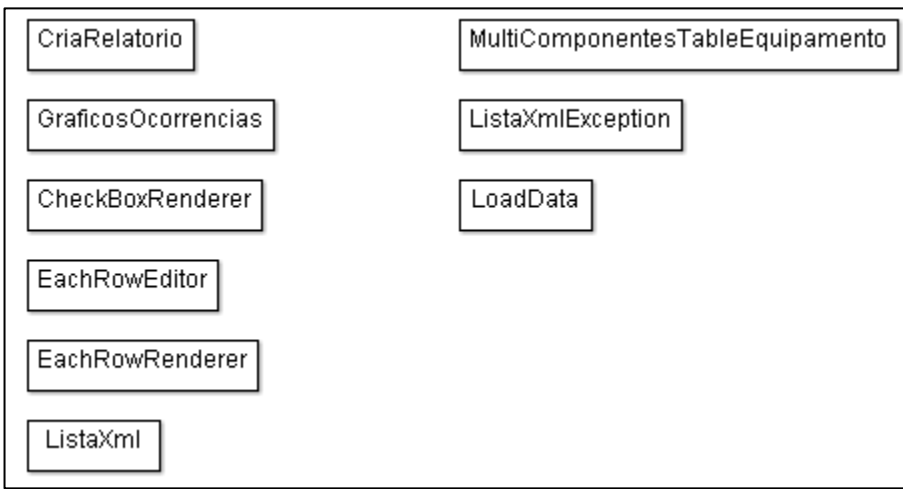 CriaRelatorio
GraficosOcorrencias
CheckBoxRenderer
EachRowEditor
EachRowRenderer
ListaXml
MultiComponentesTableEquipamento
ListaXmlException
LoadData